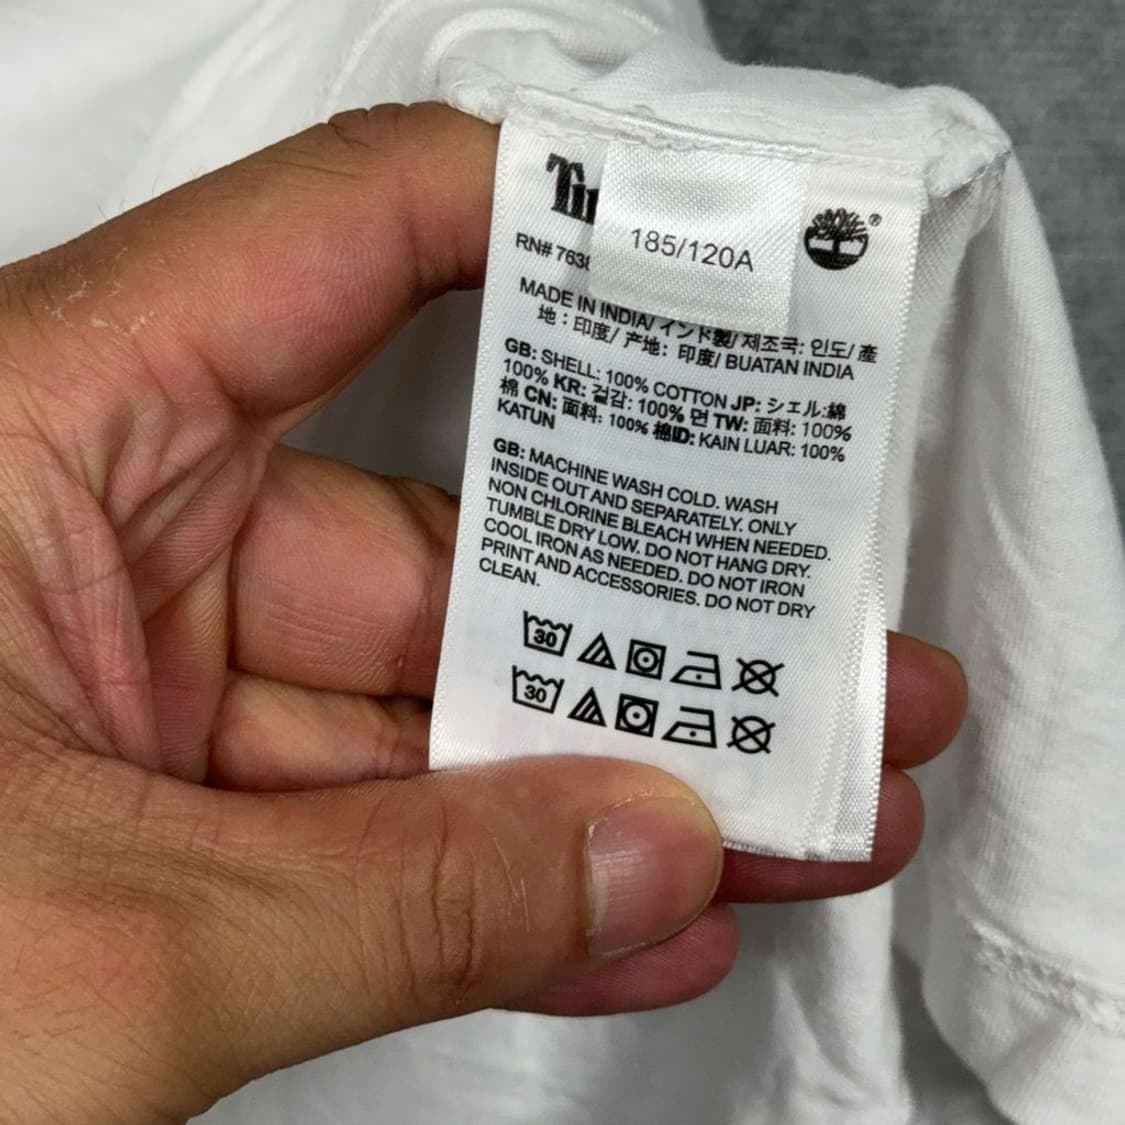 185/120A
®
RN# 763
MADE IN INDIA/ インド製/ 제조국: 인도/ 產
地：印度/ 产地：印度/ BUATAN INDIA
GB: SHELL: 100% COTTON JP: シェル:綿
100% KR: 겉감: 100% 면 TW: 面料: 100%
棉 CN: 面料: 100% 棉ID: KAIN LUAR: 100%
KATUN
GB: MACHINE WASH COLD. WASH
INSIDE OUT AND SEPARATELY. ONLY
NON CHLORINE BLEACH WHEN NEEDED.
TUMBLE DRY LOW. DO NOT HANG DRY.
COOL IRON AS NEEDED. DO NOT IRON
PRINT AND ACCESSORIES. DO NOT DRY
CLEAN.
30
30